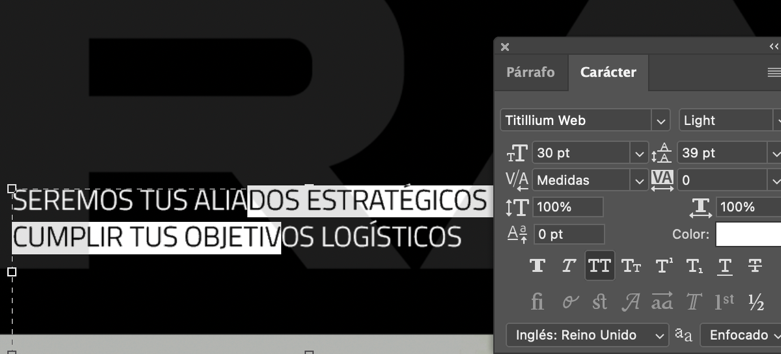 Párrafo Carácter
Titillium Web Light
30 pt 39 pt
Medidas 0
100% 100%
0 pt Color:
SEREMOS TUS ALIADOS ESTRATÉGICOS
CUMPLIR TUS OBJETIVOS LOGÍSTICOS
T T TT Tt T¹ T₁ T T
fi st A aa T 1st ½
Inglés: Reino Unido aa Enfocado